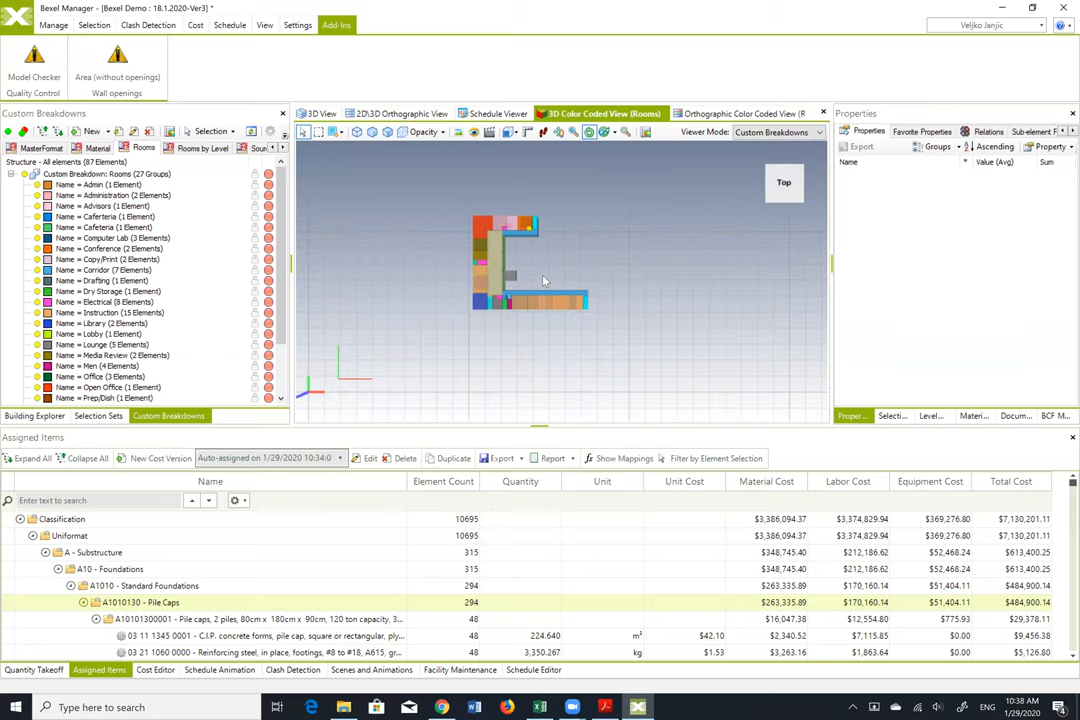 Bexel Manager - [Bexel Demo : 18.1.2020-Ver3] *
Manage Selection Clash Detection Cost Schedule View Settings Add-Ins
Veljko Janjic
Model Checker Area (without openings)
Quality Control Wall openings
Custom Breakdowns
New Selection
MasterFormat Material Rooms Rooms by Level
Structure - All elements (87 Elements)
Custom Breakdown: Rooms (27 Groups)
Name = Admin (1 Element)
Name = Administration (2 Elements)
Name = Advisors (1 Element)
Name = Caferteria (1 Element)
Name = Cafeteria (1 Element)
Name = Computer Lab (3 Elements)
Name = Conference (2 Elements)
Name = Copy/Print (2 Elements)
Name = Corridor (7 Elements)
Name = Drafting (1 Element)
Name = Dry Storage (1 Element)
Name = Electrical (8 Elements)
Name = Instruction (15 Elements)
Name = Library (2 Elements)
Name = Lobby (1 Element)
Name = Lounge (5 Elements)
Name = Media Review (2 Elements)
Name = Men (4 Elements)
Name = Office (3 Elements)
Name = Open Office (1 Element)
Name = Prep/Dish (1 Element)
Building Explorer Selection Sets Custom Breakdowns
3D View 2D\3D Orthographic View Schedule Viewer 3D Color Coded View (Rooms) Orthographic Color Coded View (R
Opacity Viewer Mode: Custom Breakdowns
Top
Properties
Properties Favorite Properties Relations Sub-element F
Export Groups Ascending Property
Name * Value (Avg) Sum
Proper... Selecti... Level... Materi... Docum... BCF M...
Assigned Items
Expand All Collapse All New Cost Version Auto-assigned on 1/29/2020 10:34:0 Edit Delete Duplicate Export Report Show Mappings Filter by Element Selection
Name Element Count Quantity Unit Unit Cost Material Cost Labor Cost Equipment Cost Total Cost
Enter text to search
Classification 10695 $3,386,094.37 $3,374,829.94 $369,276.80 $7,130,201.11
Uniformat 10695 $3,386,094.37 $3,374,829.94 $369,276.80 $7,130,201.11
A - Substructure 315 $348,745.40 $212,186.62 $52,468.24 $613,400.25
A10 - Foundations 315 $348,745.40 $212,186.62 $52,468.24 $613,400.25
A1010 - Standard Foundations 294 $263,335.89 $170,160.14 $51,404.11 $484,900.14
A1010130 - Pile Caps 294 $263,335.89 $170,160.14 $51,404.11 $484,900.14
A10101300001 - Pile caps, 2 piles, 80cm x 180cm x 90cm, 120 ton capacity, 3... 48 $16,047.38 $12,554.80 $775.93 $29,378.11
03 11 1345 0001 - C.I.P. concrete forms, pile cap, square or rectangular, ply... 48 224.640 m² $42.10 $2,340.52 $7,115.85 $0.00 $9,456.38
03 21 1060 0000 - Reinforcing steel, in place, footings, #8 to #18, A615, gr... 48 3,350.267 kg $1.53 $3,263.16 $1,863.64 $0.00 $5,126.80
Quantity Takeoff Assigned Items Cost Editor Schedule Animation Clash Detection Scenes and Animations Facility Maintenance Schedule Editor
Type here to search
ENG
10:38 AM
1/29/2020
4